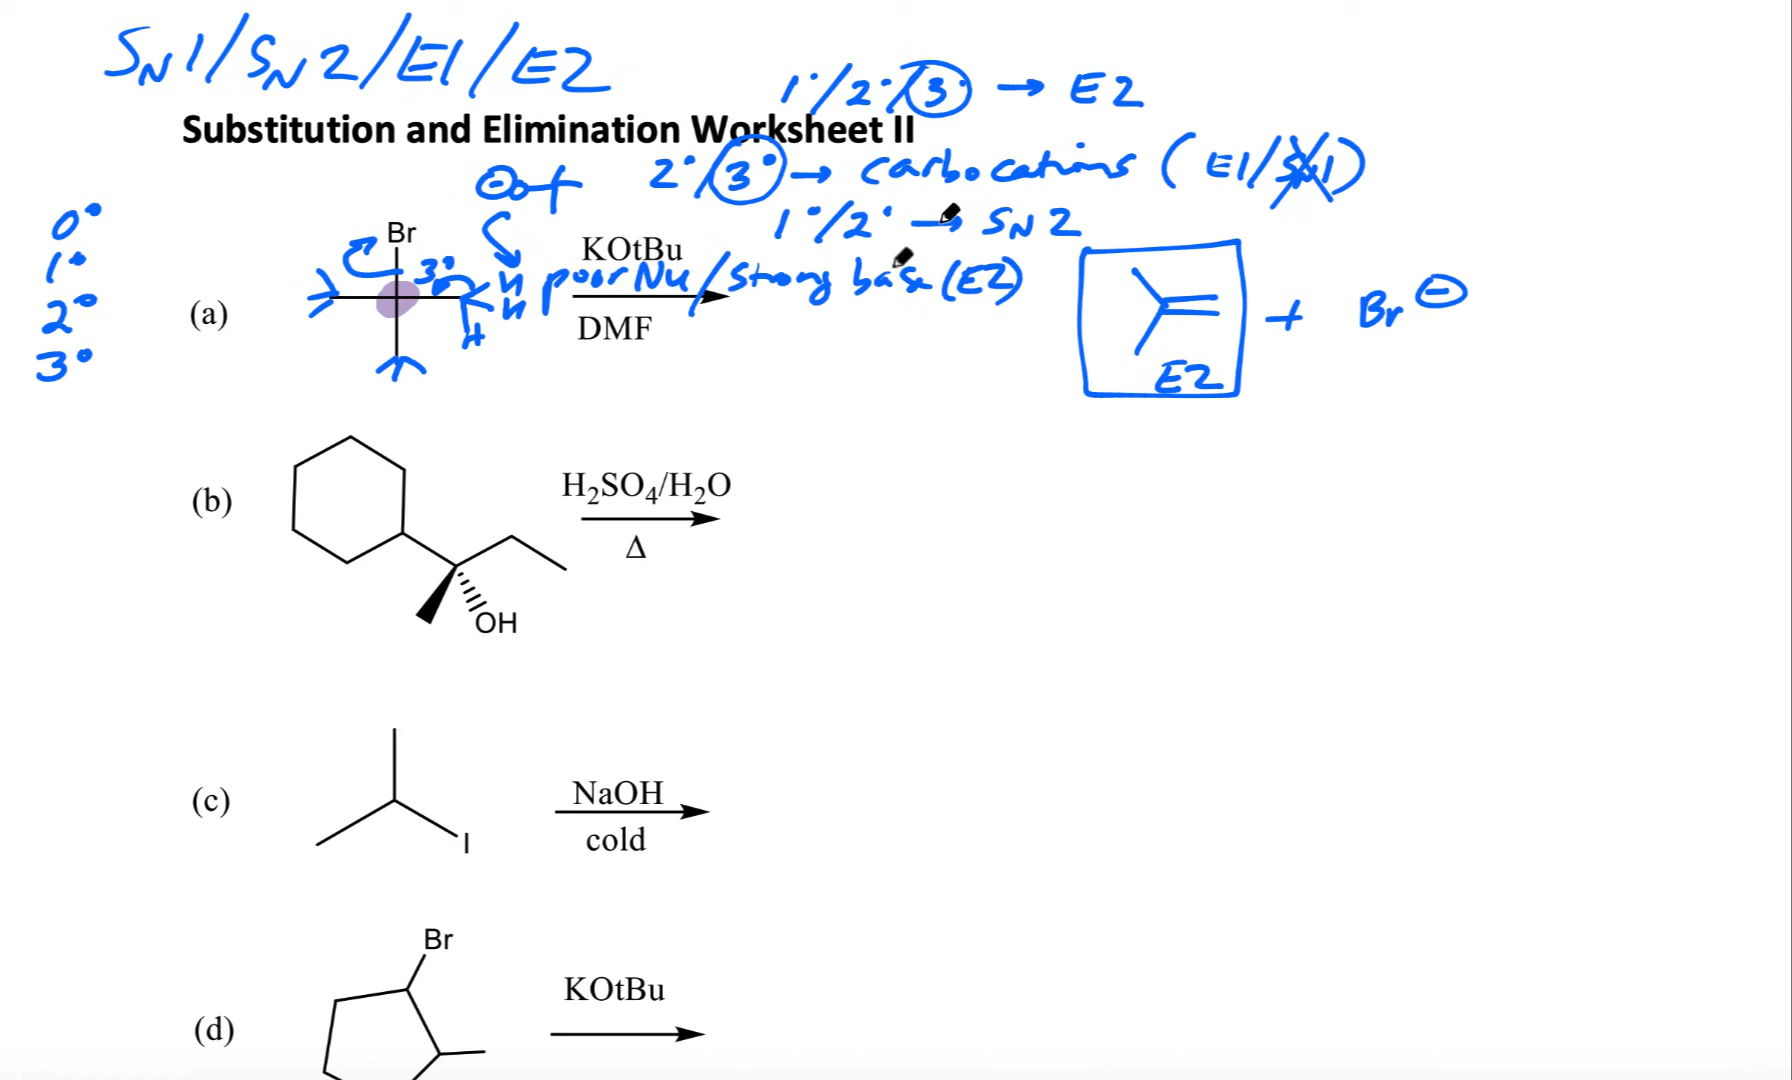 SN1/SN2/E1/E2
1°/2°/3° → E2
Substitution and Elimination Worksheet II
2°/3° → carbocations (E1/SN1)
⊖O
1°/2° → SN2
0°
1°
2°
3°
(a)
Br
3°
H
H
H
KOtBu
poor Nu/strong base (E2)
DMF
E2
+ Br⊖
(b)
OH
H₂SO₄/H₂O
Δ
(c)
I
NaOH
cold
(d)
Br
KOtBu